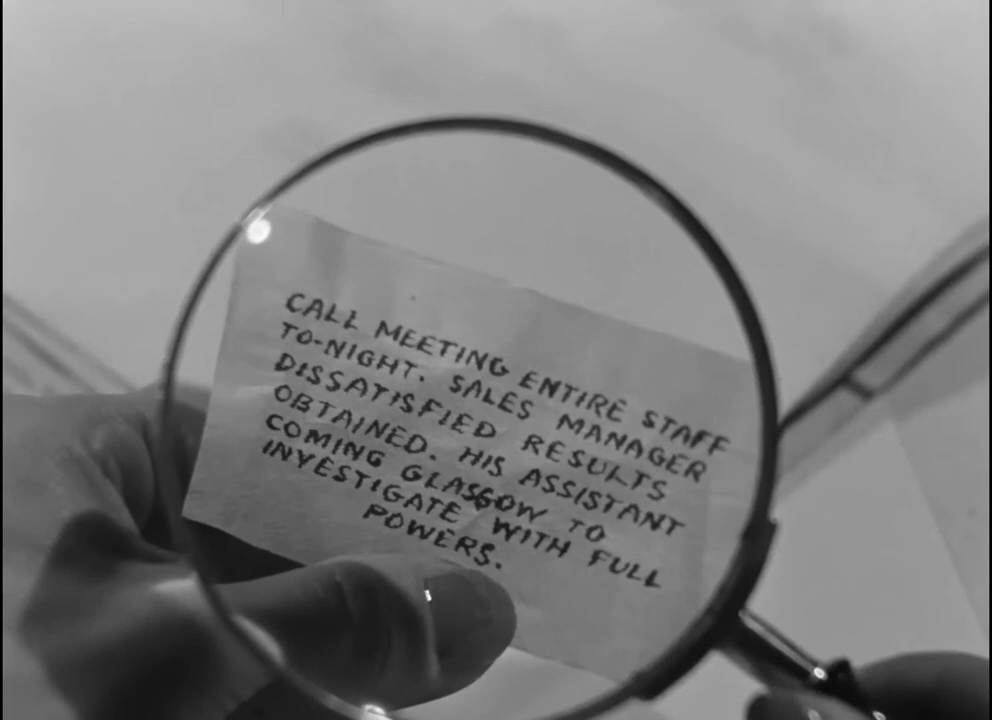 CALL MEETING ENTIRE STAFF
TO-NIGHT. SALES MANAGER
DISSATISFIED RESULTS
OBTAINED. HIS ASSISTANT
COMING GLASGOW TO
INVESTIGATE WITH FULL
POWERS.